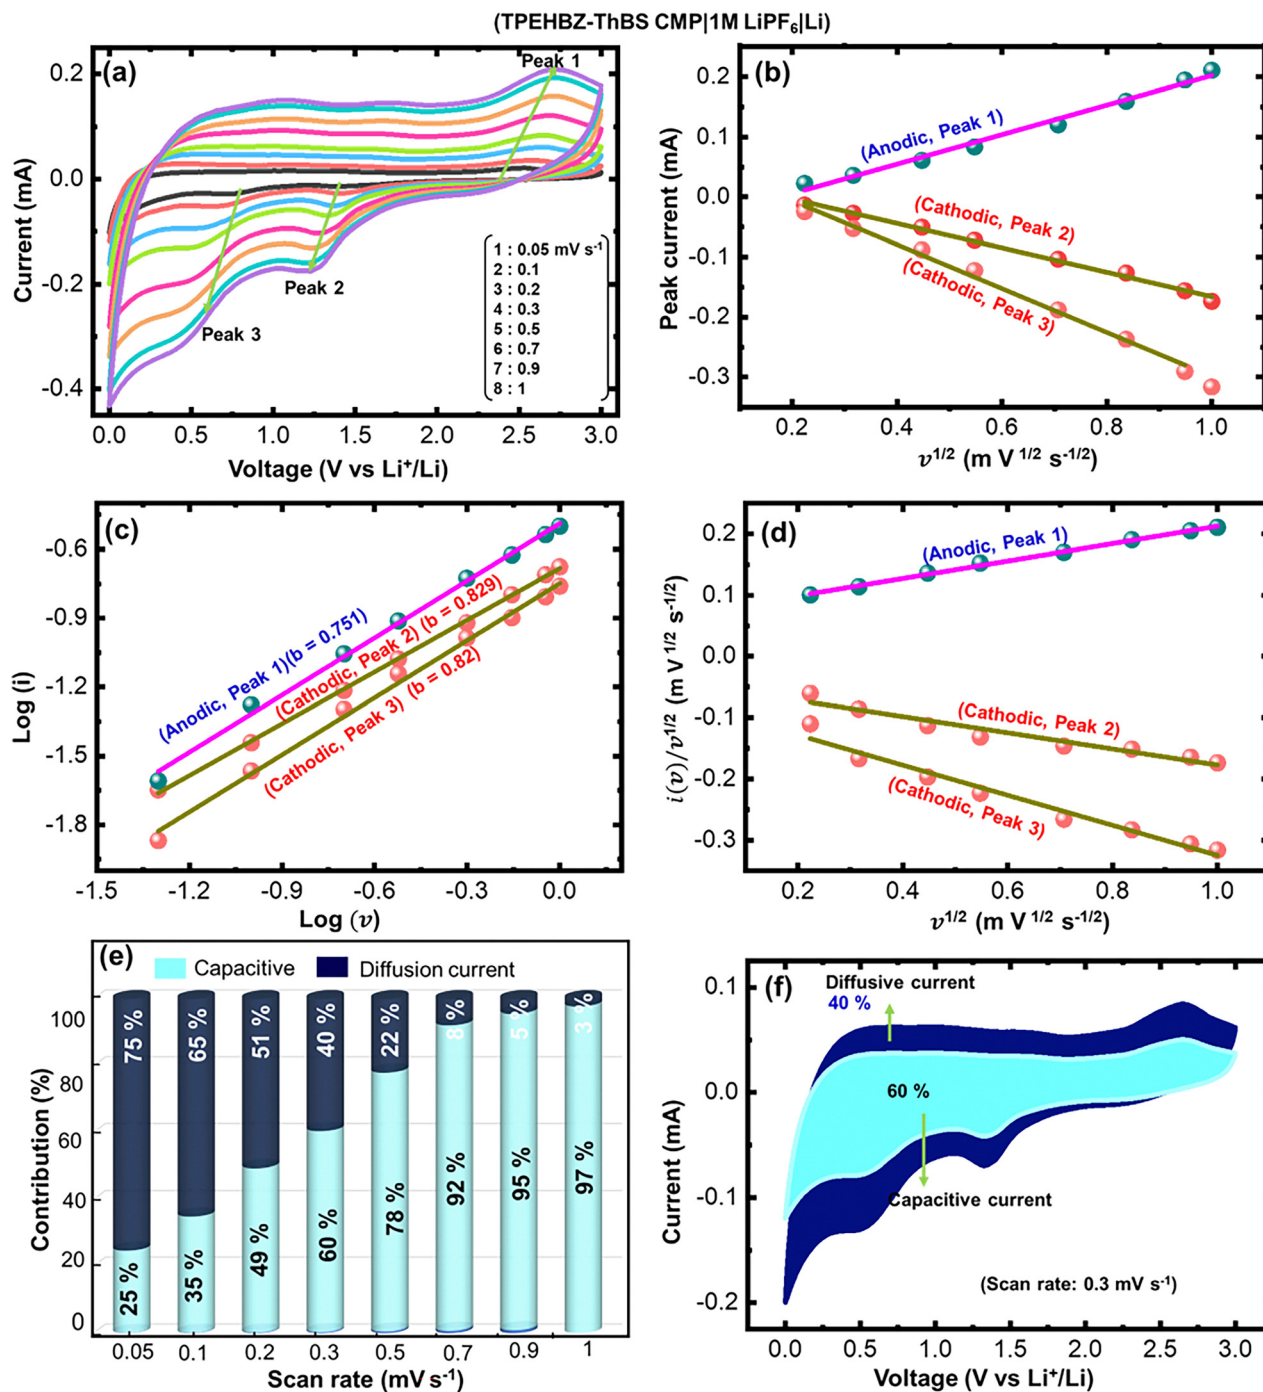 (TPEHBZ-ThBS CMP|1M LiPF₆|Li)
(a)
Peak 1
Peak 2
Peak 3
1 : 0.05 mV s⁻¹
2 : 0.1
3 : 0.2
4 : 0.3
5 : 0.5
6 : 0.7
7 : 0.9
8 : 1
0.2
0.0
-0.2
-0.4
Current (mA)
0.0 0.5 1.0 1.5 2.0 2.5 3.0
Voltage (V vs Li⁺/Li)
(b)
(Anodic, Peak 1)
(Cathodic, Peak 2)
(Cathodic, Peak 3)
0.2
0.1
0.0
-0.1
-0.2
-0.3
Peak current (mA)
0.2 0.4 0.6 0.8 1.0
v¹/² (m V ¹/² s⁻¹/²)
(c)
(Anodic, Peak 1)(b = 0.751)
(Cathodic, Peak 2) (b = 0.829)
(Cathodic, Peak 3) (b = 0.82)
-0.6
-0.9
-1.2
-1.5
-1.8
Log (i)
-1.5 -1.2 -0.9 -0.6 -0.3 0.0
Log (v)
(d)
(Anodic, Peak 1)
(Cathodic, Peak 2)
(Cathodic, Peak 3)
0.2
0.1
0.0
-0.1
-0.2
-0.3
i(v)/v¹/² (m V¹/² s⁻¹/²)
0.2 0.4 0.6 0.8 1.0
v¹/² (m V ¹/² s⁻¹/²)
(e)
Capacitive Diffusion current
75 % 65 % 51 % 40 % 22 % 8 % 5 % 3 %
25 % 35 % 49 % 60 % 78 % 92 % 95 % 97 %
100
80
60
40
20
0
Contribution (%)
0.05 0.1 0.2 0.3 0.5 0.7 0.9 1
Scan rate (mV s⁻¹)
(f)
Diffusive current
40 %
60 %
Capacitive current
(Scan rate: 0.3 mV s⁻¹)
0.1
0.0
-0.1
-0.2
Current (mA)
0.0 0.5 1.0 1.5 2.0 2.5 3.0
Voltage (V vs Li⁺/Li)